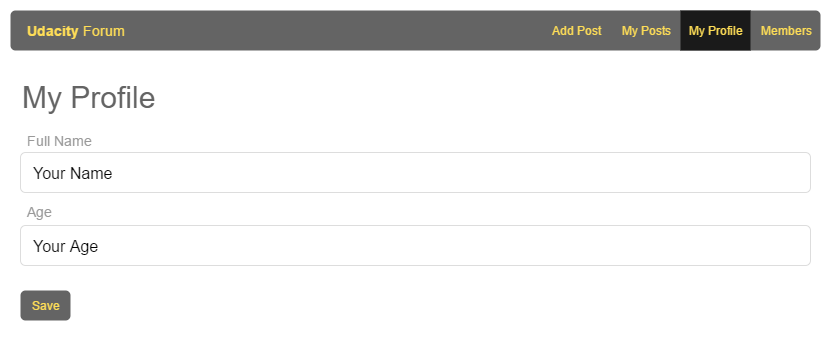 Udacity Forum Add Post My Posts My Profile Members
My Profile
Full Name
Your Name
Age
Your Age
Save